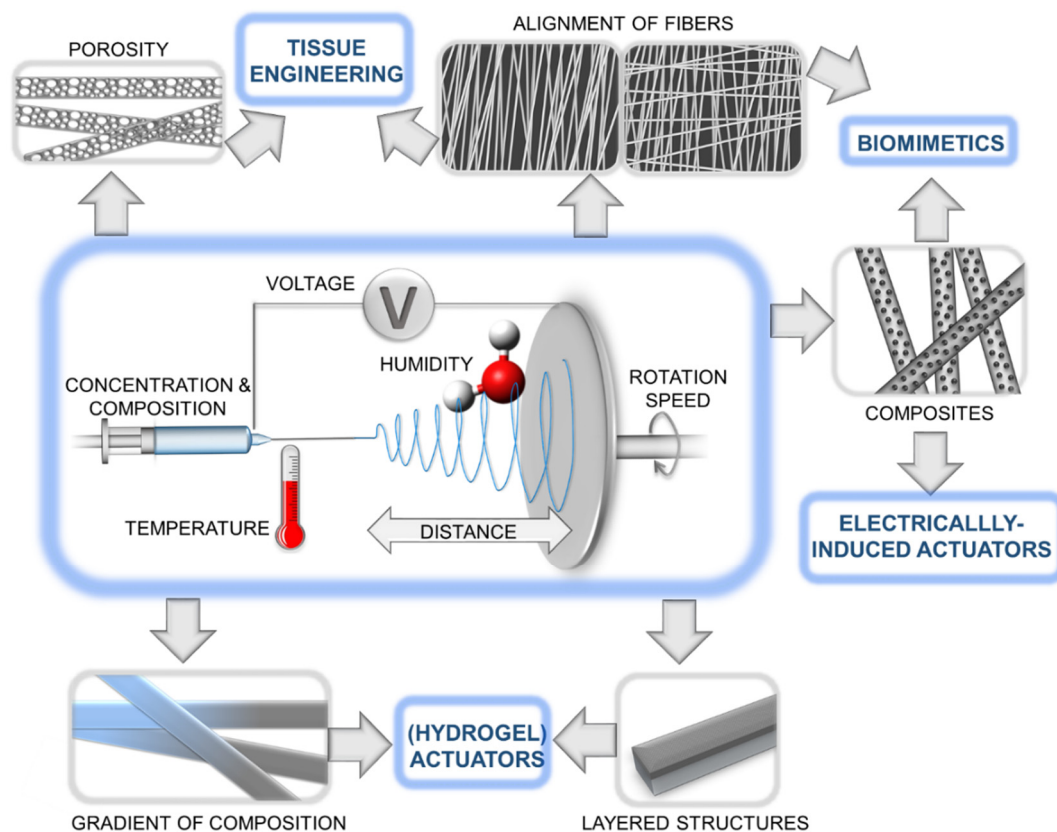 POROSITY
TISSUE
ENGINEERING
ALIGNMENT OF FIBERS
BIOMIMETICS
VOLTAGE
V
HUMIDITY
CONCENTRATION &
COMPOSITION
ROTATION
SPEED
TEMPERATURE
DISTANCE
COMPOSITES
ELECTRICALLLY-
INDUCED ACTUATORS
(HYDROGEL)
ACTUATORS
GRADIENT OF COMPOSITION
LAYERED STRUCTURES